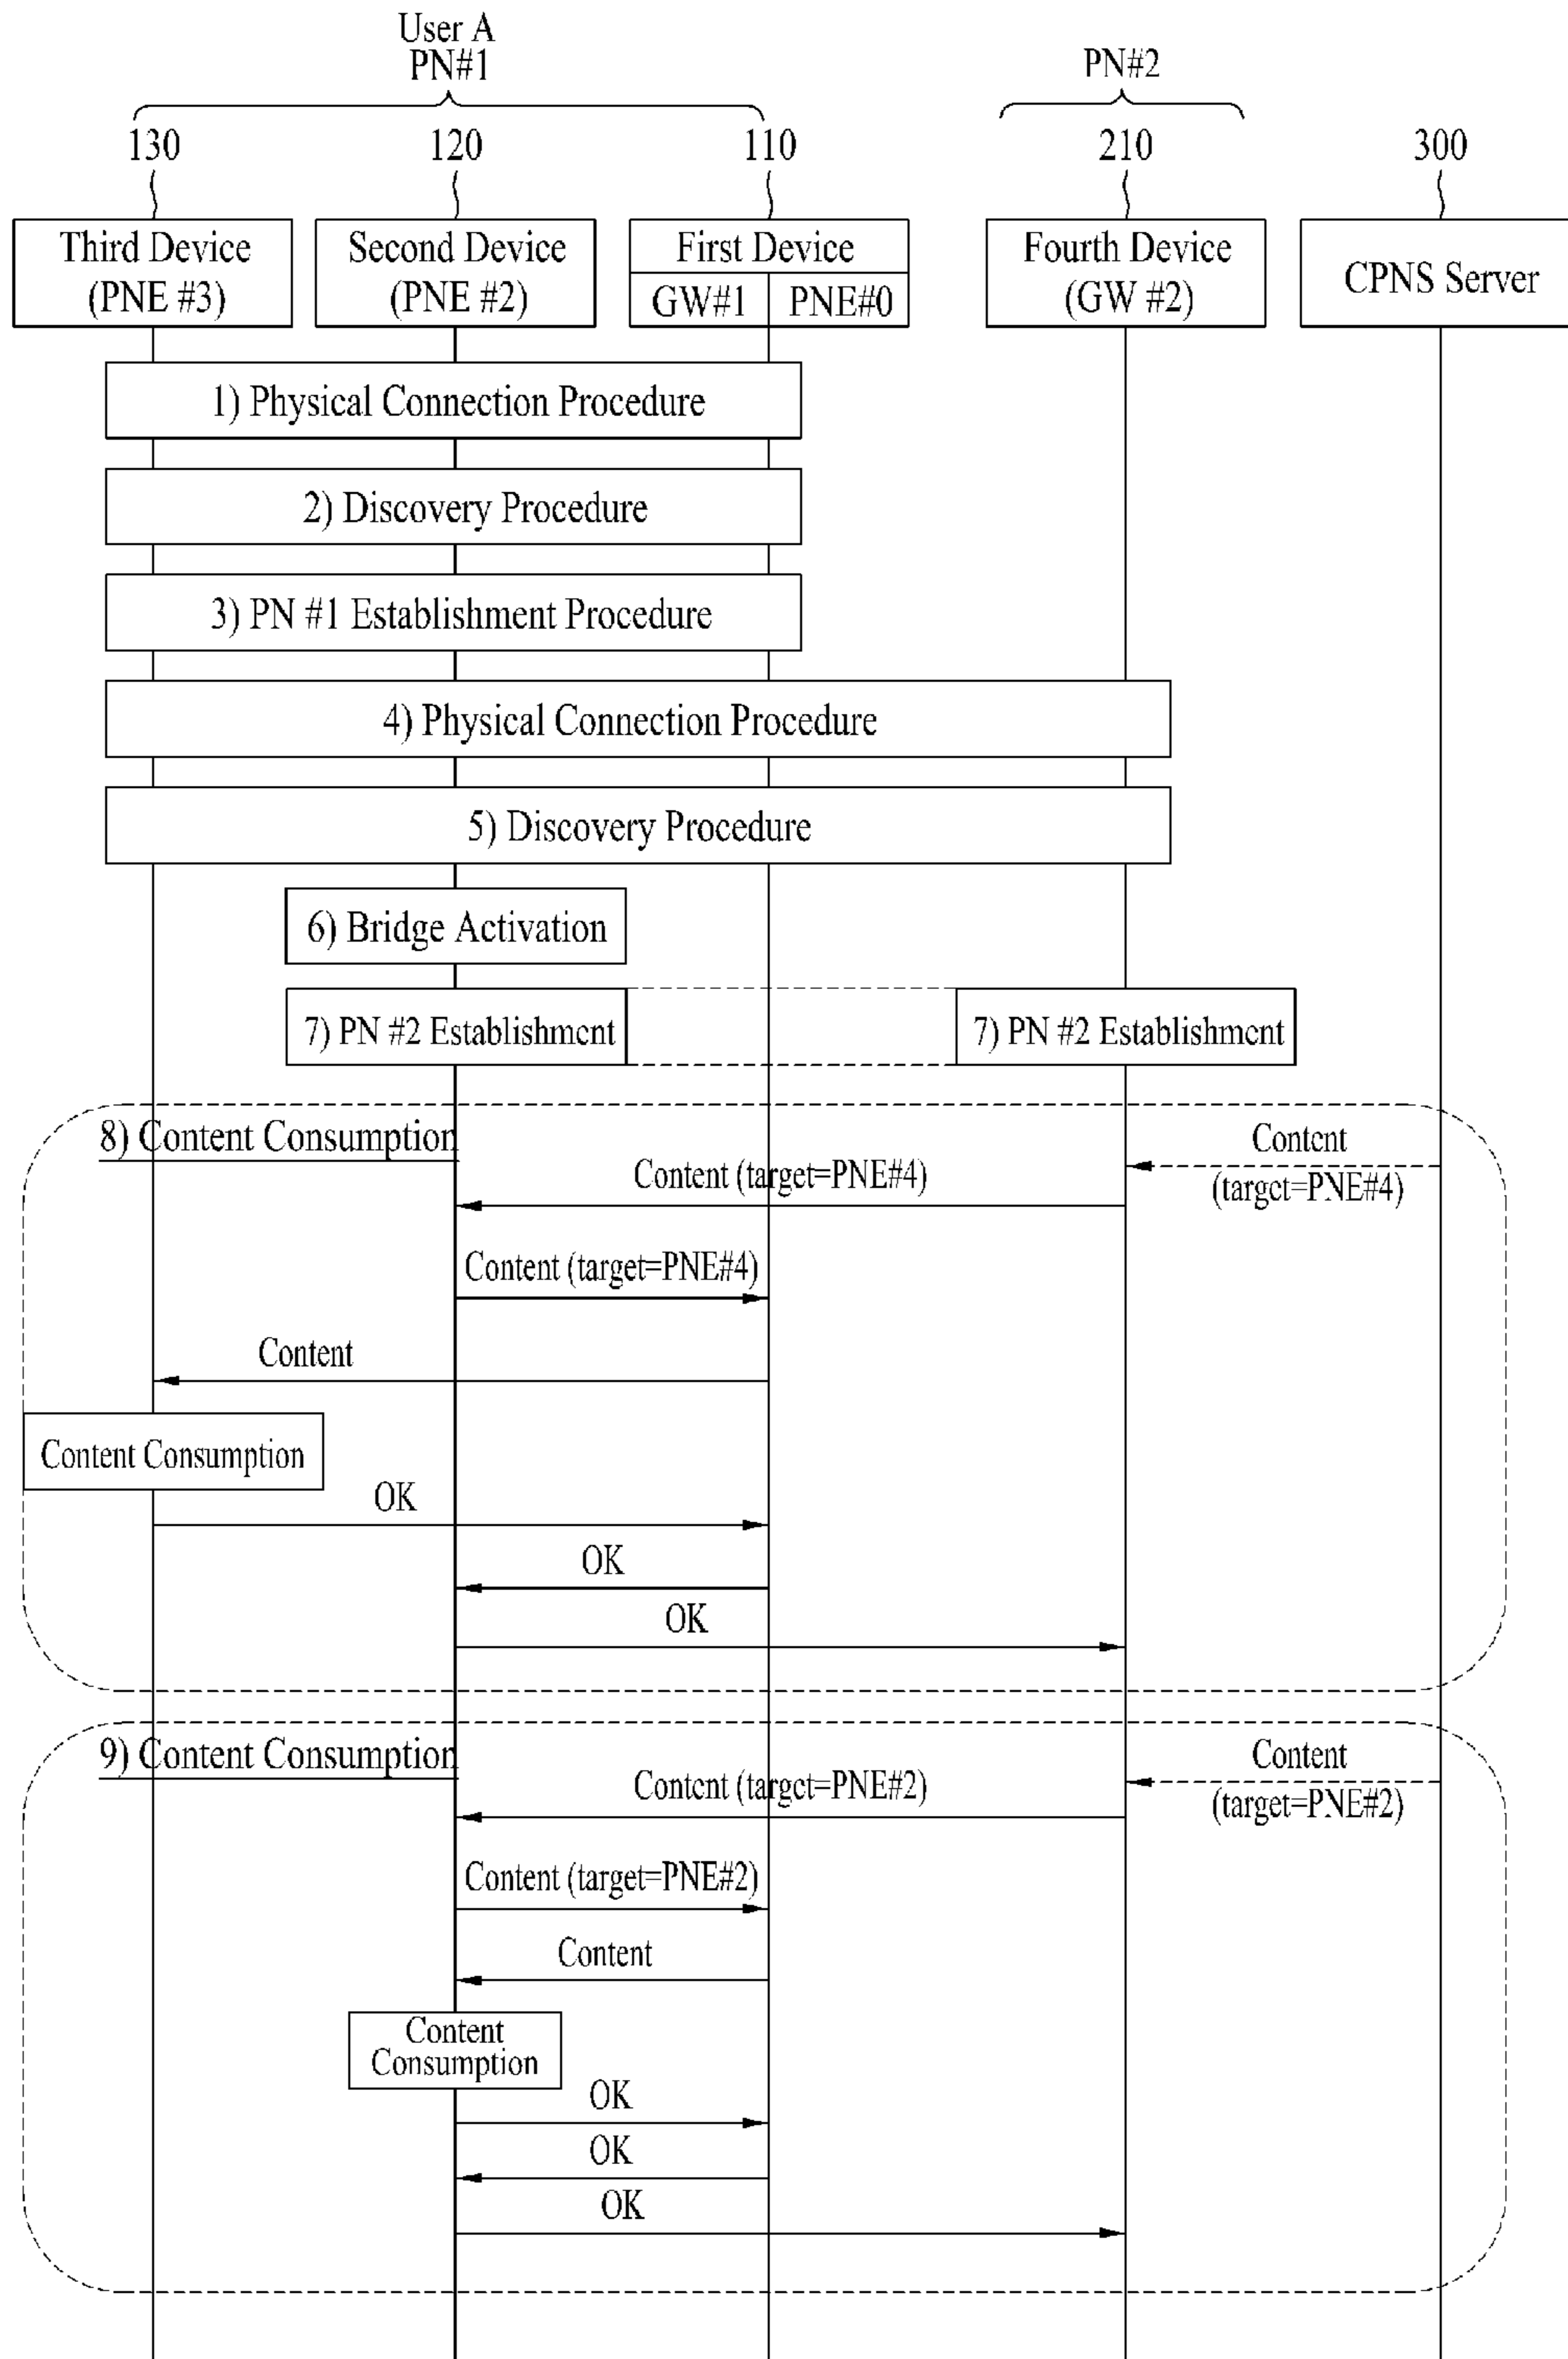 User A
PN#1
PN#2
130
120
110
210
300
Third Device
(PNE #3)
Second Device
(PNE #2)
First Device
GW#1
PNE#0
Fourth Device
(GW #2)
CPNS Server
1) Physical Connection Procedure
2) Discovery Procedure
3) PN #1 Establishment Procedure
4) Physical Connection Procedure
5) Discovery Procedure
6) Bridge Activation
7) PN #2 Establishment
7) PN #2 Establishment
8) Content Consumption
Content
(target=PNE#4)
Content (target=PNE#4)
Content (target=PNE#4)
Content
Content Consumption
OK
OK
OK
9) Content Consumption
Content
(target=PNE#2)
Content (target=PNE#2)
Content (target=PNE#2)
Content
Content
Consumption
OK
OK
OK